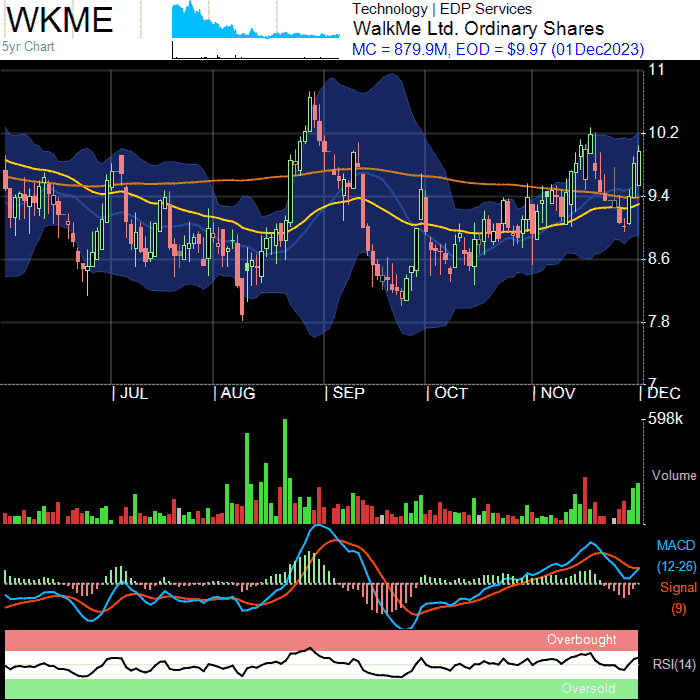 WKME
5yr Chart
Technology | EDP Services
WalkMe Ltd. Ordinary Shares
MC = 879.9M, EOD = $9.97 (01Dec2023)
11
10.2
9.4
8.6
7.8
7
| JUL | AUG | SEP | OCT | NOV | DEC
598k
Volume
MACD
(12-26)
Signal
(9)
Overbought
RSI(14)
Oversold